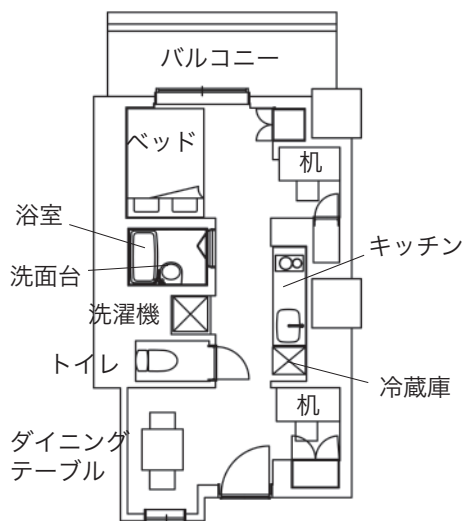 バルコニー
ベッド
机
浴室
キッチン
洗面台
洗濯機
トイレ
冷蔵庫
机
ダイニング
テーブル